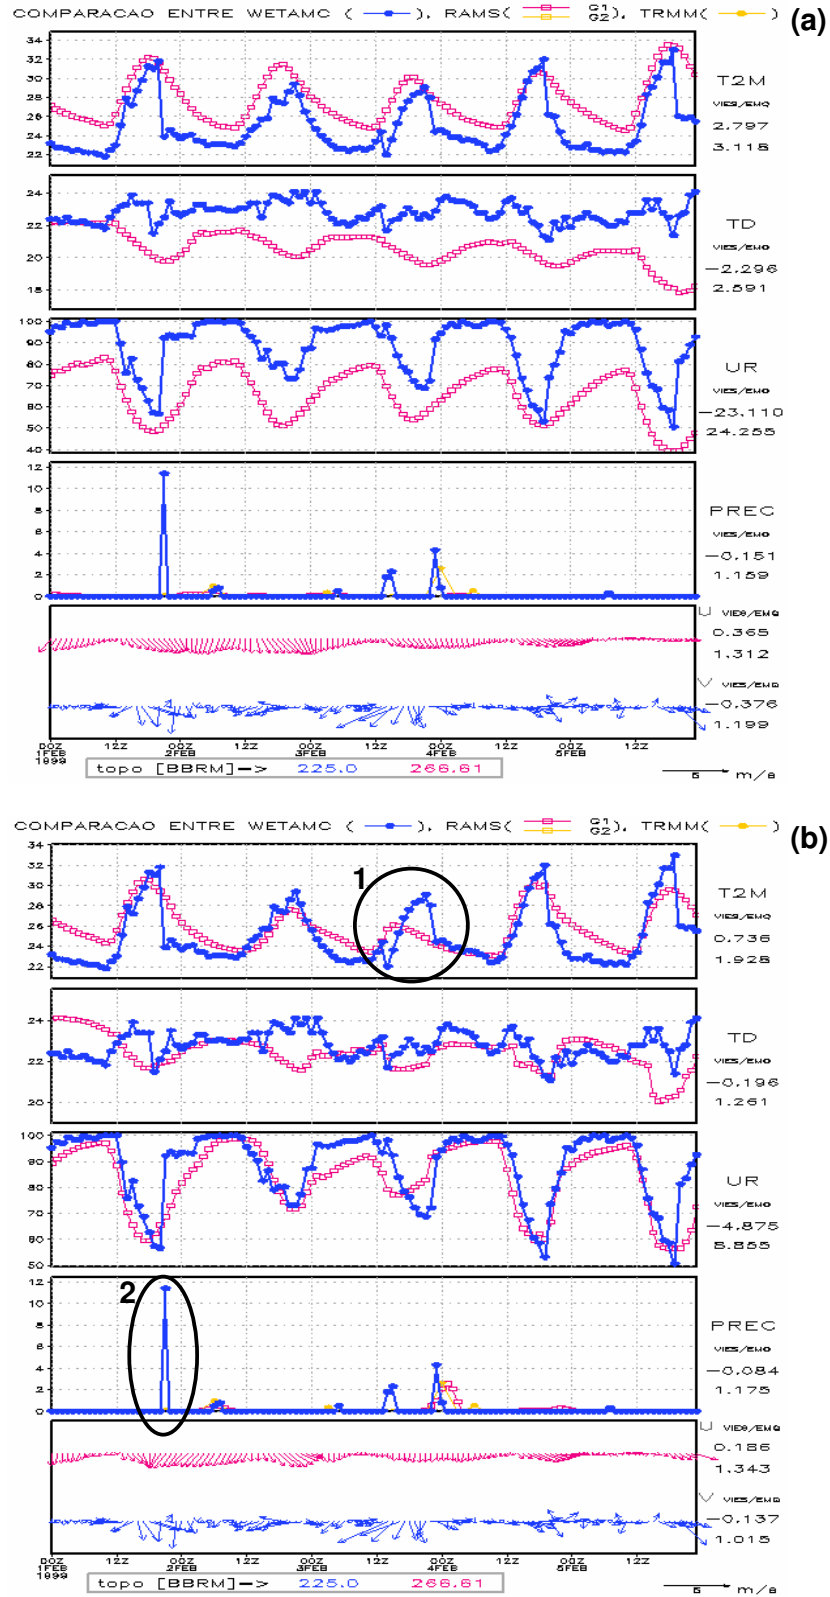 COMPARACAO ENTRE WETAMC ( ), RAMS( G1 G2), TRMM( ) (a)
34
32
30
28
26
24
22
T2M
VIES/EMQ
2.797
3.118
24
22
20
18
TD
VIES/EMQ
-2.296
2.591
100
90
80
70
60
50
40
UR
VIES/EMQ
-23.110
24.255
12
10
8
6
4
2
0
PREC
VIES/EMQ
-0.151
1.159
U VIES/EMQ
0.365
1.312
V VIES/EMQ
-0.376
1.199
00Z 12Z 00Z 12Z 00Z 12Z 00Z 12Z 00Z 12Z
1FEB 2FEB 3FEB 4FEB 5FEB
1999
topo [BBRM]-> 225.0 266.61
5 m/s
COMPARACAO ENTRE WETAMC ( ), RAMS( G1 G2), TRMM( ) (b)
34
32
30
28
26
24
22
1
T2M
VIES/EMQ
0.736
1.928
24
22
20
TD
VIES/EMQ
-0.196
1.261
100
90
80
70
60
50
UR
VIES/EMQ
-4.875
8.855
12
10
8
6
4
2
0
2
PREC
VIES/EMQ
-0.084
1.175
U VIES/EMQ
0.186
1.343
V VIES/EMQ
-0.137
1.015
00Z 12Z 00Z 12Z 00Z 12Z 00Z 12Z 00Z 12Z
1FEB 2FEB 3FEB 4FEB 5FEB
1999
topo [BBRM]-> 225.0 266.61
5 m/s